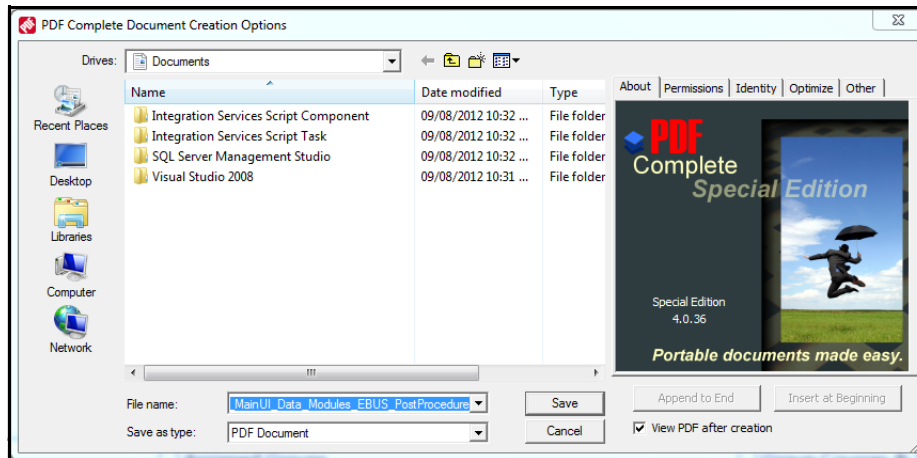 PDF Complete Document Creation Options
Drives:
Documents
Name
Date modified
Type
Integration Services Script Component
09/08/2012 10:32 ...
File folder
Integration Services Script Task
09/08/2012 10:32 ...
File folder
SQL Server Management Studio
09/08/2012 10:32 ...
File folder
Visual Studio 2008
09/08/2012 10:31 ...
File folder
Recent Places
Desktop
Libraries
Computer
Network
About
Permissions
Identity
Optimize
Other
PDF
Complete
Special Edition
Special Edition
4.0.36
Portable documents made easy.
File name:
_MainUI_Data_Modules_EBUS_PostProcedure
Save
Save as type:
PDF Document
Cancel
Append to End
Insert at Beginning
View PDF after creation